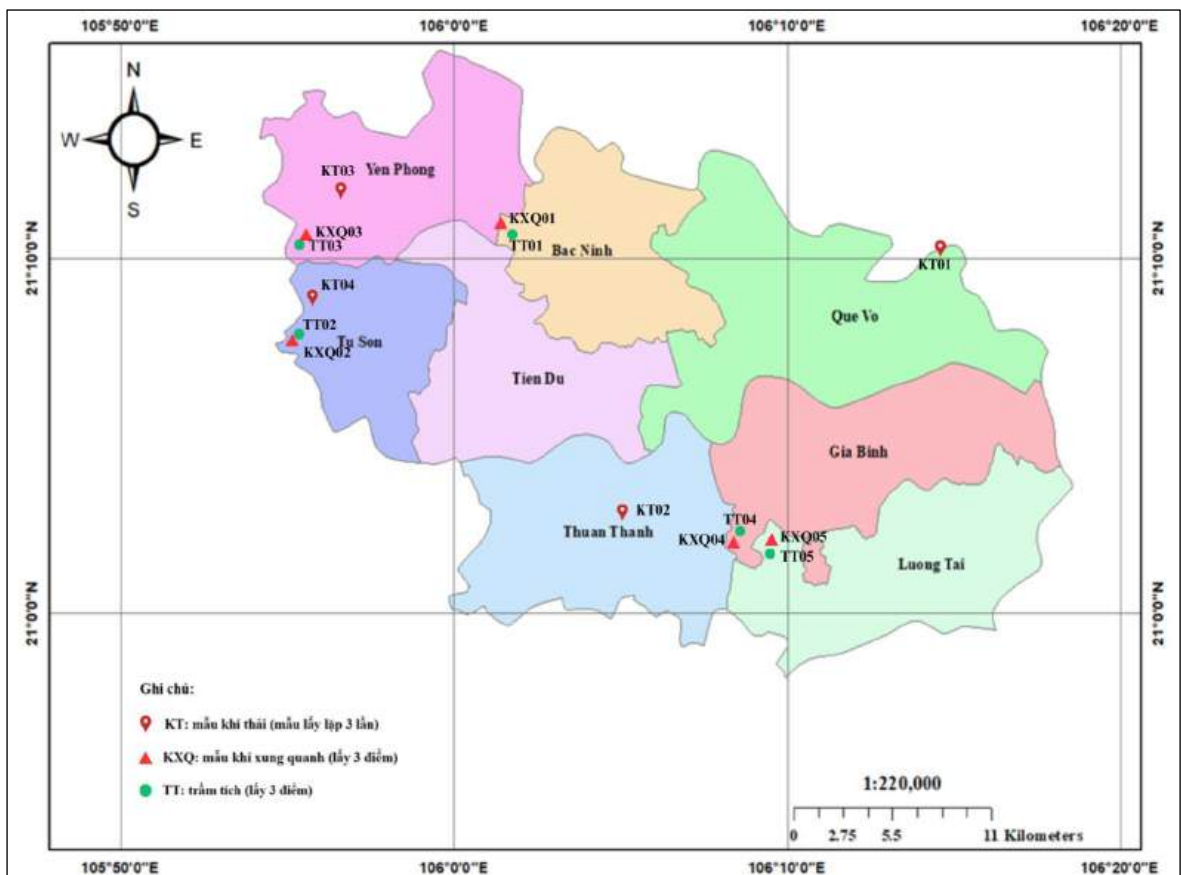 105°50'0"E 106°0'0"E 106°10'0"E 106°20'0"E
N
W E
S
KT03
Yen Phong
KXQ01
KXQ03
TT01
TT03
Bac Ninh
21°10'0"N
21°10'0"N
KT01
KT04
TT02
Tu Son
KXQ02
Que Vo
Tien Du
Gia Binh
KT02
Thuan Thanh
TT04
KXQ04
KXQ05
TT05
Luong Tai
21°0'0"N
21°0'0"N
Ghi chú:
KT: mẫu khí thải (mẫu lấy lặp 3 lần)
KXQ: mẫu khí xung quanh (lấy 3 điểm)
TT: trầm tích (lấy 3 điểm)
1:220,000
0 2.75 5.5 11 Kilometers
105°50'0"E 106°0'0"E 106°10'0"E 106°20'0"E